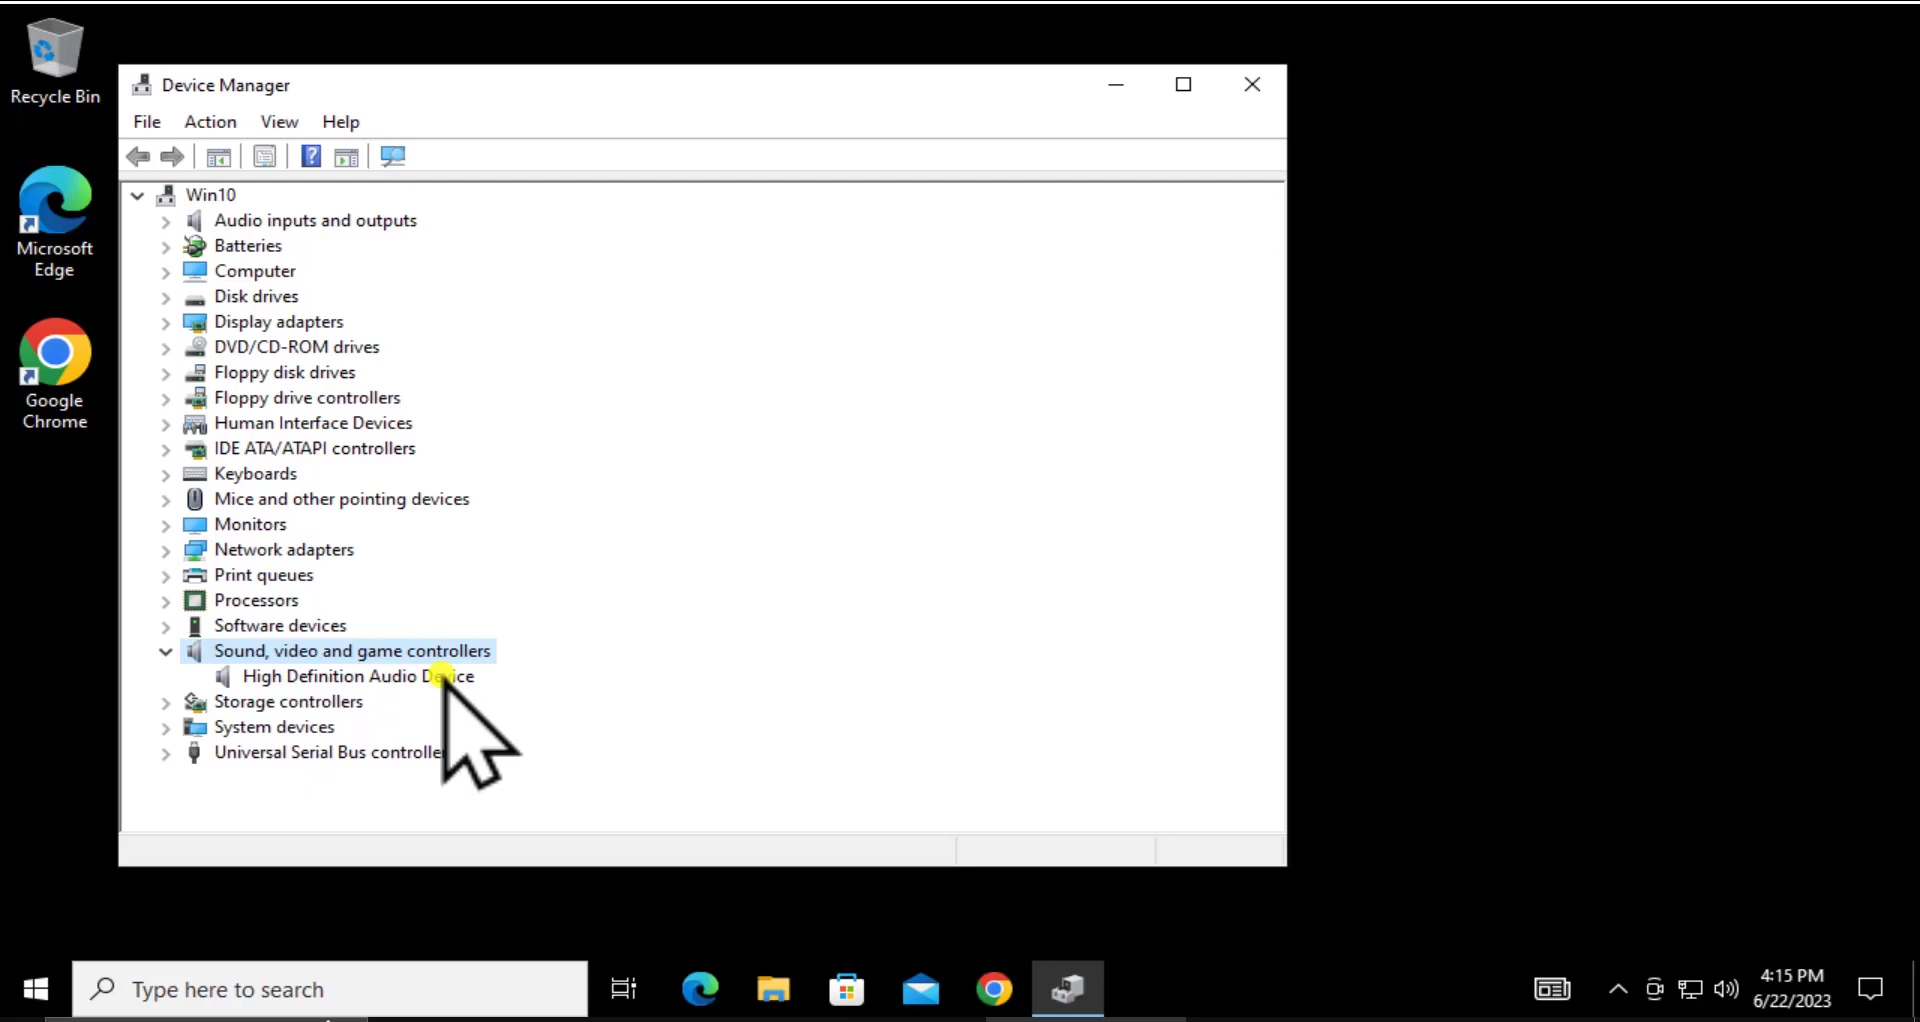 Recycle Bin
Microsoft
Edge
Google
Chrome
Device Manager
File Action View Help
Win10
Audio inputs and outputs
Batteries
Computer
Disk drives
Display adapters
DVD/CD-ROM drives
Floppy disk drives
Floppy drive controllers
Human Interface Devices
IDE ATA/ATAPI controllers
Keyboards
Mice and other pointing devices
Monitors
Network adapters
Print queues
Processors
Software devices
Sound, video and game controllers
High Definition Audio Device
Storage controllers
System devices
Universal Serial Bus
Type here to search
4:15 PM
6/22/2023